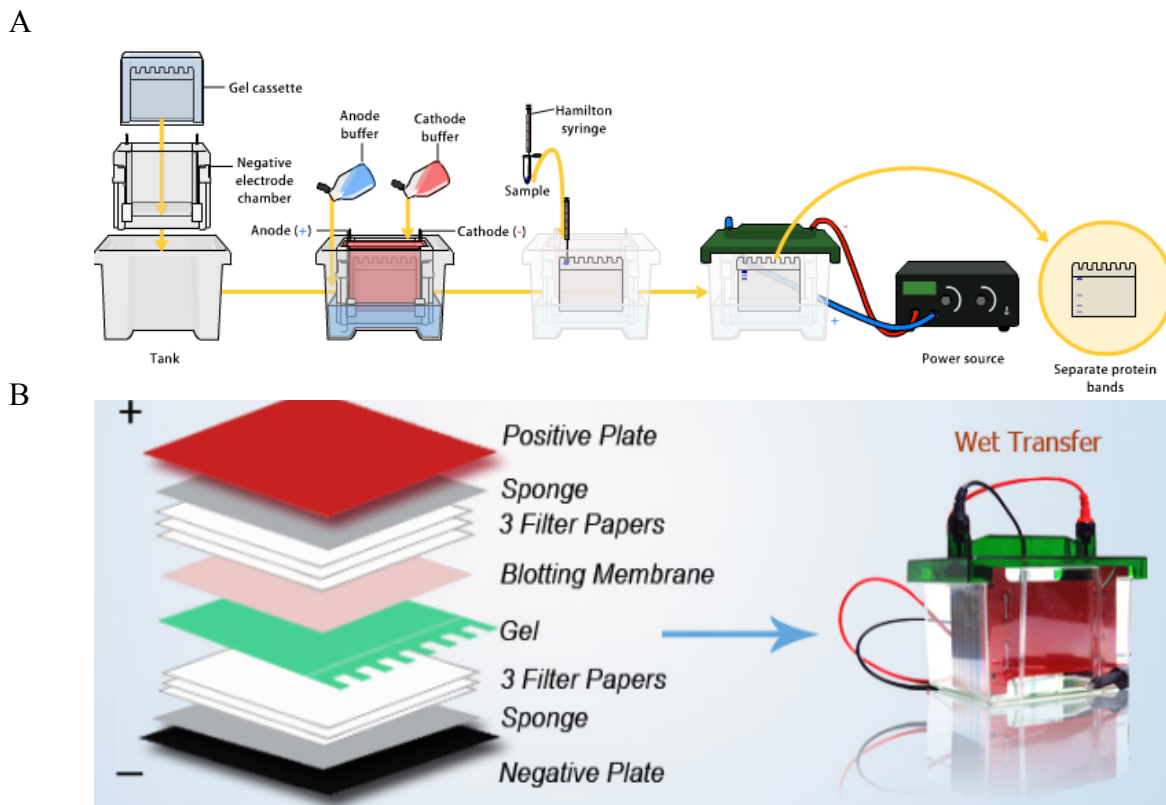 A
Gel cassette
Negative
electrode
chamber
Tank
Anode
buffer
Cathode
buffer
Anode (+)
Cathode (-)
Hamilton
syringe
Sample
-
+
Power source
Separate protein
bands
B
+
Positive Plate
Sponge
3 Filter Papers
Blotting Membrane
Gel
3 Filter Papers
Sponge
Negative Plate
–
Wet Transfer